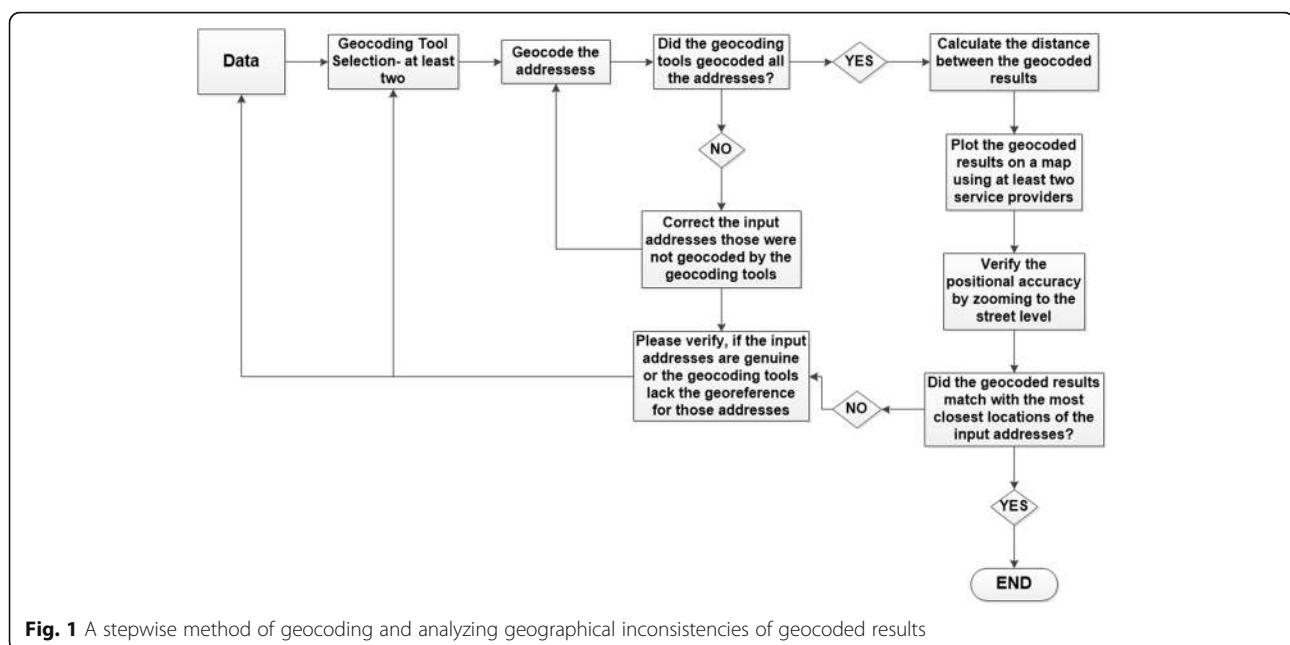 Data
Geocoding Tool
Selection- at least
two
Geocode the
addressess
Did the geocoding
tools geocoded all
the addresses?
YES
Calculate the distance
between the geocoded
results
NO
Plot the geocoded
results on a map
using at least two
service providers
Correct the input
addresses those were
not geocoded by the
geocoding tools
Verify the
positional accuracy
by zooming to the
street level
Please verify, if the input
addresses are genuine
or the geocoding tools
lack the georeference
for those addresses
NO
Did the geocoded results
match with the most
closest locations of the
input addresses?
YES
END
Fig. 1 A stepwise method of geocoding and analyzing geographical inconsistencies of geocoded results